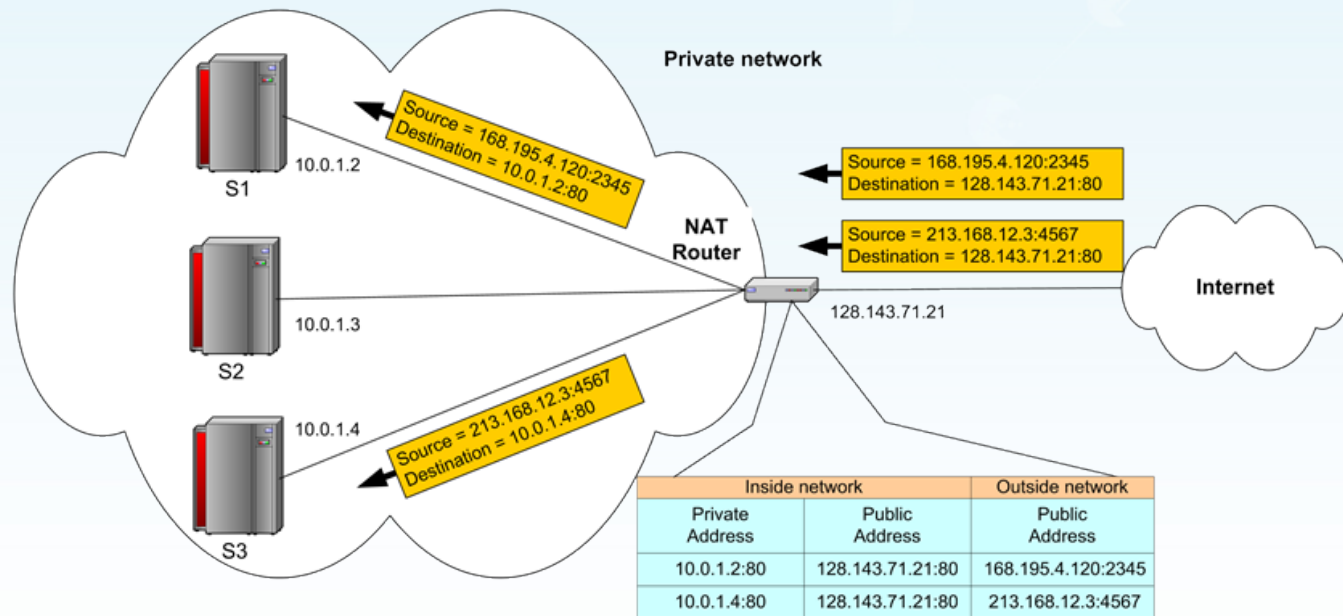 Private network
Source = 168.195.4.120:2345
Destination = 10.0.1.2:80
10.0.1.2
S1
Source = 168.195.4.120:2345
Destination = 128.143.71.21:80
NAT
Router
Source = 213.168.12.3:4567
Destination = 128.143.71.21:80
Internet
128.143.71.21
10.0.1.3
S2
Source = 213.168.12.3:4567
Destination = 10.0.1.4:80
10.0.1.4
S3
Inside network Outside network
Private Address Public Address Public Address
10.0.1.2:80 128.143.71.21:80 168.195.4.120:2345
10.0.1.4:80 128.143.71.21:80 213.168.12.3:4567